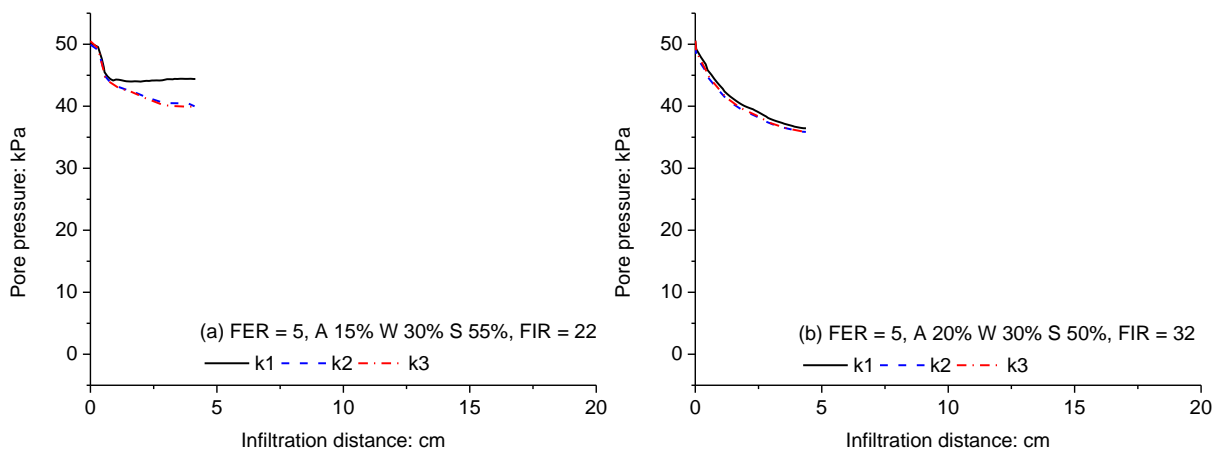 50
40
30
20
10
0
Pore pressure: kPa
(a) FER = 5, A 15% W 30% S 55%, FIR = 22
k1 k2 k3
0 5 10 15 20
Infiltration distance: cm
50
40
30
20
10
0
Pore pressure: kPa
(b) FER = 5, A 20% W 30% S 50%, FIR = 32
k1 k2 k3
0 5 10 15 20
Infiltration distance: cm